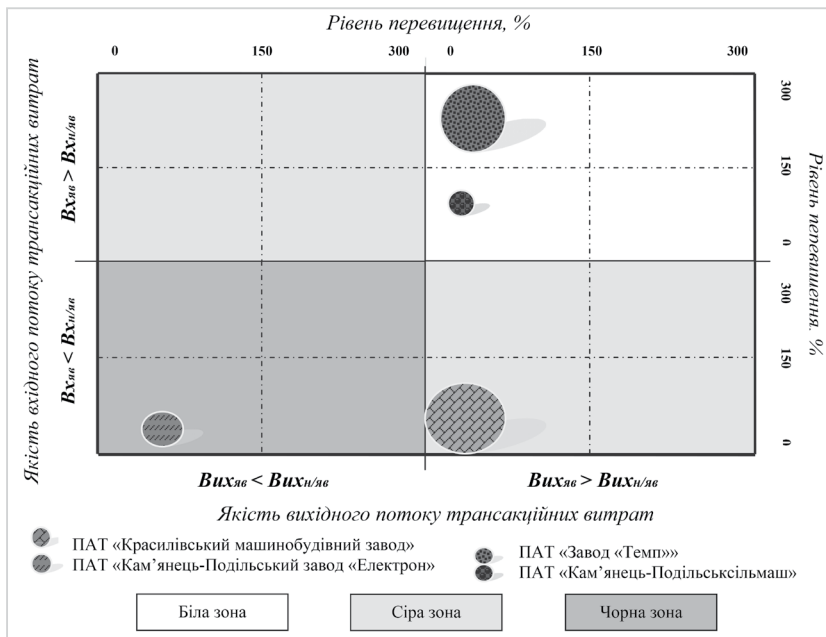 Рівень перевищення, %
0 150 300 0 150 300
Якість вхідного потоку трансакційних витрат
Вхяв > Вхн/яв
Вхяв < Вхн/яв
300
150
0
300
150
0
Рівень перевишення. %
Вихяв < Вихн/яв Вихяв > Вихн/яв
Якість вихідного потоку трансакційних витрат
ПАТ «Красилівський машинобудівний завод»
ПАТ «Кам’янець-Подільський завод «Електрон»
ПАТ «Завод «Темп»»
ПАТ «Кам’янець-Подільськсільмаш»
Біла зона Сіра зона Чорна зона